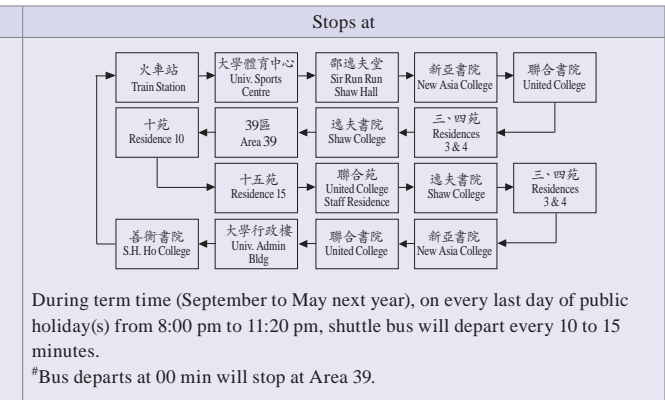 Stops at
火車站
Train Station
大學體育中心
Univ. Sports
Centre
邵逸夫堂
Sir Run Run
Shaw Hall
新亞書院
New Asia College
聯合書院
United College
三、四苑
Residences
3 & 4
逸夫書院
Shaw College
39區
Area 39
十苑
Residence 10
十五苑
Residence 15
聯合苑
United College
Staff Residence
逸夫書院
Shaw College
三、四苑
Residences
3 & 4
新亞書院
New Asia College
聯合書院
United College
大學行政樓
Univ. Admin
Bldg
善衡書院
S.H. Ho College
During term time (September to May next year), on every last day of public
holiday(s) from 8:00 pm to 11:20 pm, shuttle bus will depart every 10 to 15
minutes.
#Bus departs at 00 min will stop at Area 39.